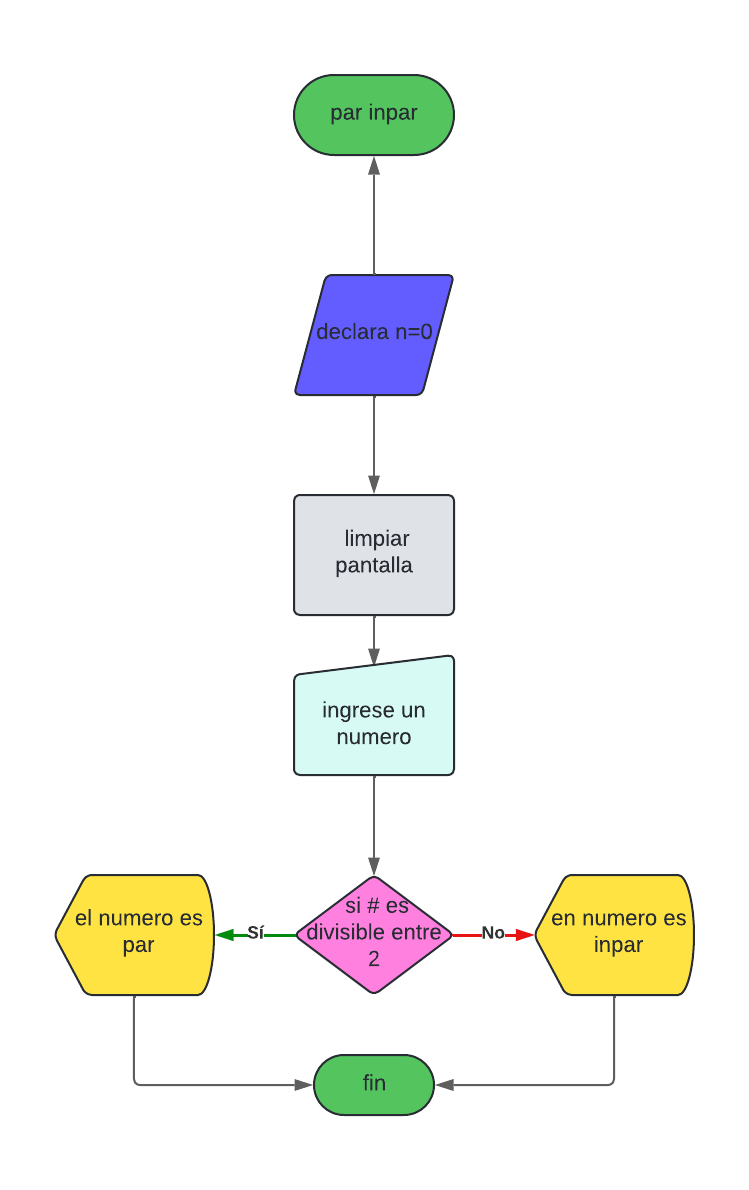 par inpar
declara n=0
limpiar
pantalla
ingrese un
numero
si # es
divisible entre
2
Sí
No
el numero es
par
en numero es
inpar
fin